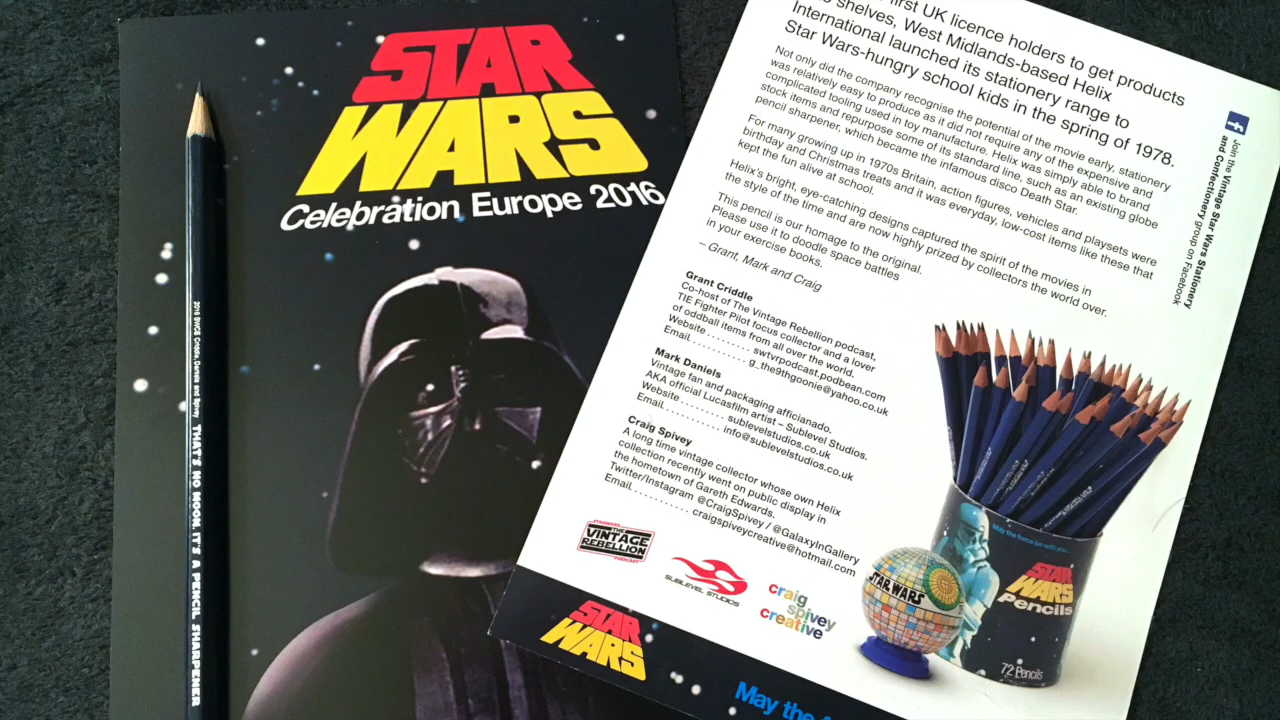 STAR
WARS
Celebration Europe 2016
2016 SWCE Criddle, Daniels and Spivey. THAT'S NO MOON. IT'S A PENCIL SHARPENER
first UK licence holders to get products
shelves, West Midlands-based Helix
International launched its stationery range to
Star Wars-hungry school kids in the spring of 1978.
Not only did the company recognise the potential of the movie early, stationery
was relatively easy to produce as it did not require any of the expensive and
complicated tooling used in toy manufacture. Helix was simply able to brand
stock items and repurpose some of its standard line, such as an existing globe
pencil sharpener, which became the infamous disco Death Star.
For many growing up in 1970s Britain, action figures, vehicles and playsets were
birthday and Christmas treats and it was everyday, low-cost items like these that
kept the fun alive at school.
Helix's bright, eye-catching designs captured the spirit of the movies in
the style of the time and are now highly prized by collectors the world over.
This pencil is our homage to the original.
Please use it to doodle space battles
in your exercise books.
– Grant, Mark and Craig
Grant Criddle
Co-host of The Vintage Rebellion podcast,
TIE Fighter Pilot focus collector and a lover
of oddball items from all over the world.
Website . . . . . . . . . swtvrpodcast.podbean.com
Email. . . . . . . . . . . g_the9thgoonie@yahoo.co.uk
Mark Daniels
Vintage fan and packaging afficianado.
AKA official Lucasfilm artist – Sublevel Studios.
Website . . . . . . . . sublevelstudios.co.uk
Email. . . . . . . . . info@sublevelstudios.co.uk
Craig Spivey
A long time vintage collector whose own Helix
collection recently went on public display in
the hometown of Gareth Edwards.
Twitter/Instagram @CraigSpivey / @GalaxyInGallery
Email. . . . . . . . . . craigspiveycreative@hotmail.com
f Join the Vintage Star Wars Stationery
and Confectionery group on Facebook
STAR WARS
THE
VINTAGE
REBELLION
PODCAST
SUBLEVEL STUDIOS
craig
spivey
creative
STAR WARS
May the force be with you...
STAR
WARS
Pencils
72 Pencils
STAR
WARS
May the